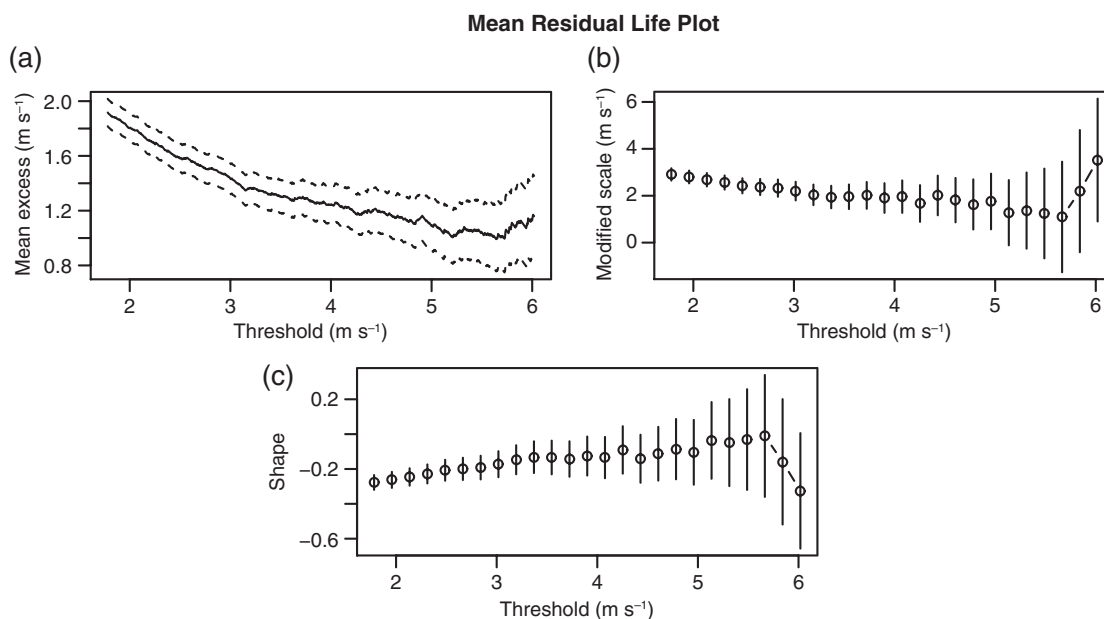 Mean Residual Life Plot
(a)
Mean excess (m s⁻¹)
2.0
1.6
1.2
0.8
2 3 4 5 6
Threshold (m s⁻¹)
(b)
Modified scale (m s⁻¹)
6
4
2
0
2 3 4 5 6
Threshold (m s⁻¹)
(c)
Shape
0.2
−0.2
−0.6
2 3 4 5 6
Threshold (m s⁻¹)